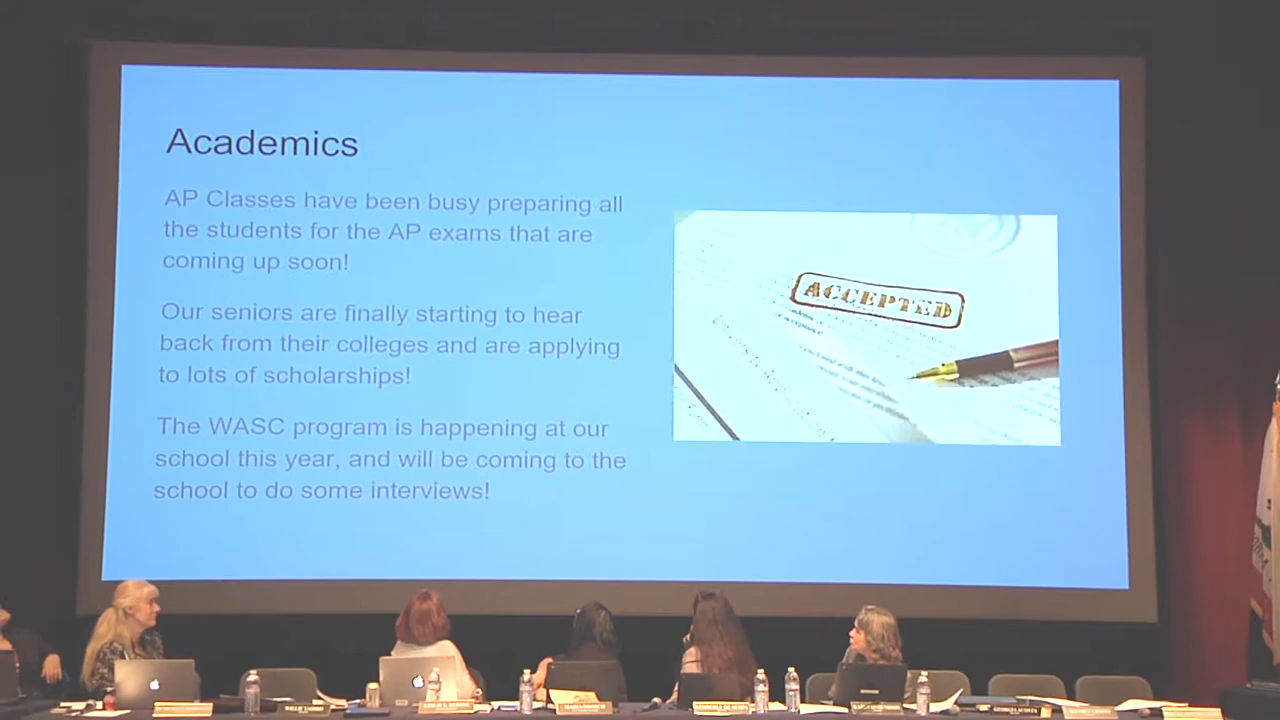 Academics
AP Classes have been busy preparing all
the students for the AP exams that are
coming up soon!
Our seniors are finally starting to hear
back from their colleges and are applying
to lots of scholarships!
The WASC program is happening at our
school this year, and will be coming to the
school to do some interviews!
ACCEPTED